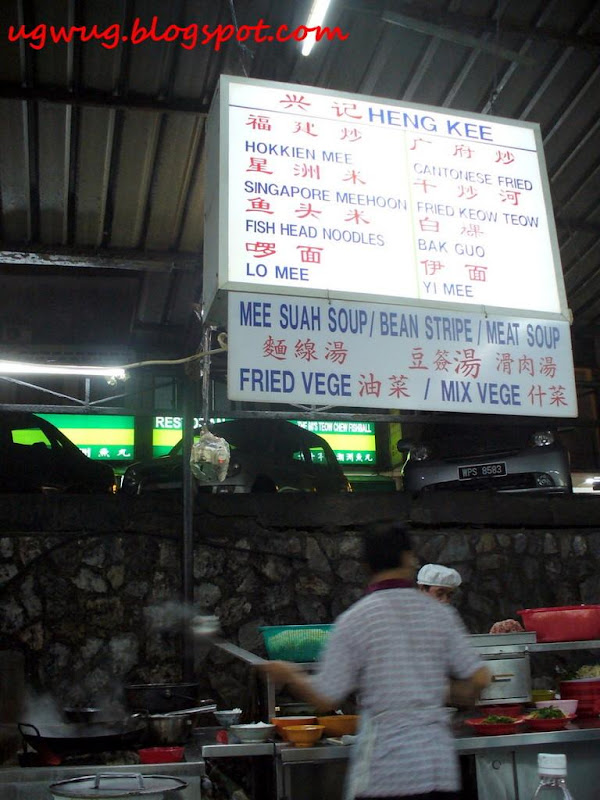 ugwug.blogspot.com
兴记 HENG KEE
福建炒
HOKKIEN MEE
星洲米
SINGAPORE MEEHOON
鱼头米
FISH HEAD NOODLES
啰面
LO MEE
广府炒
CANTONESE FRIED
干炒河
FRIED KEOW TEOW
白粿
BAK GUO
伊面
YI MEE
MEE SUAH SOUP / BEAN STRIPE / MEAT SOUP
麵線湯 豆簽湯 滑肉湯
FRIED VEGE 油菜 / MIX VEGE 什菜
TEOW CHEW FISHBALL
WPS 8583